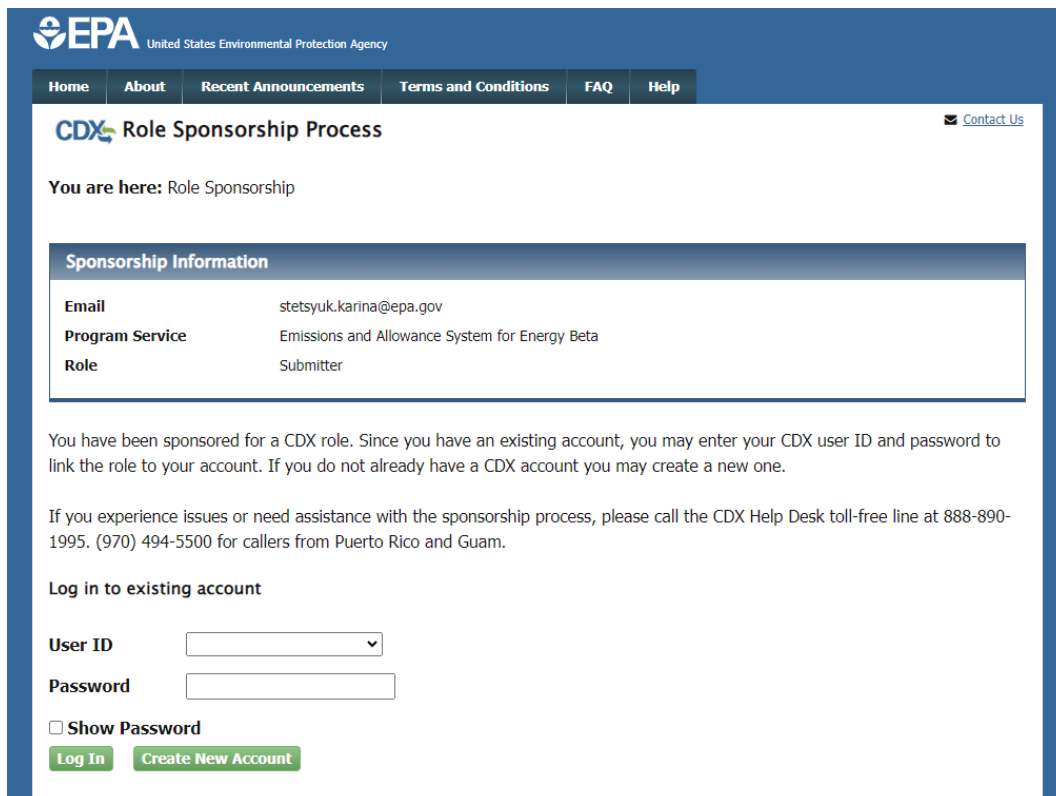 EPA United States Environmental Protection Agency
Home About Recent Announcements Terms and Conditions FAQ Help
CDX Role Sponsorship Process
Contact Us
You are here: Role Sponsorship
Sponsorship Information
Email stetsyuk.karina@epa.gov
Program Service Emissions and Allowance System for Energy Beta
Role Submitter
You have been sponsored for a CDX role. Since you have an existing account, you may enter your CDX user ID and password to
link the role to your account. If you do not already have a CDX account you may create a new one.
If you experience issues or need assistance with the sponsorship process, please call the CDX Help Desk toll-free line at 888-890-
1995. (970) 494-5500 for callers from Puerto Rico and Guam.
Log in to existing account
User ID
Password
Show Password
Log In Create New Account